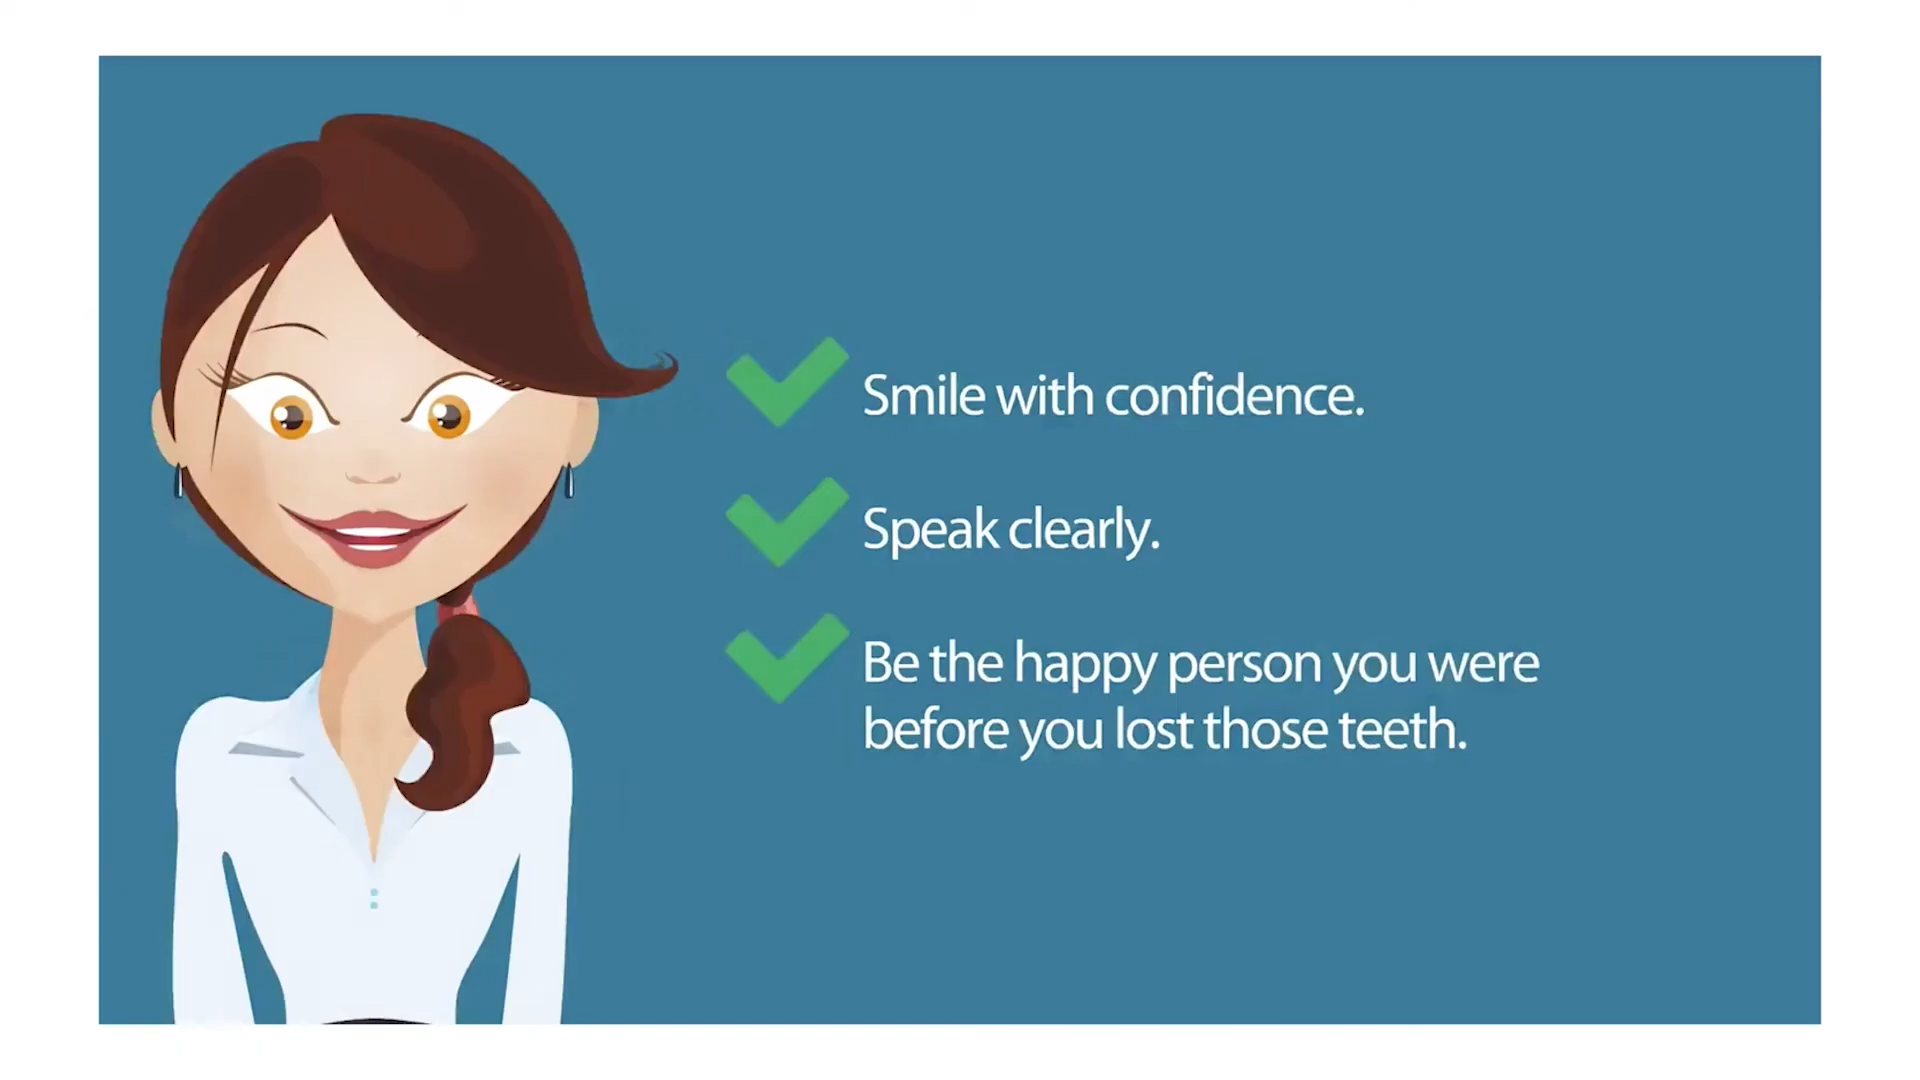 Smile with confidence.
Speak clearly.
Be the happy person you were
before you lost those teeth.